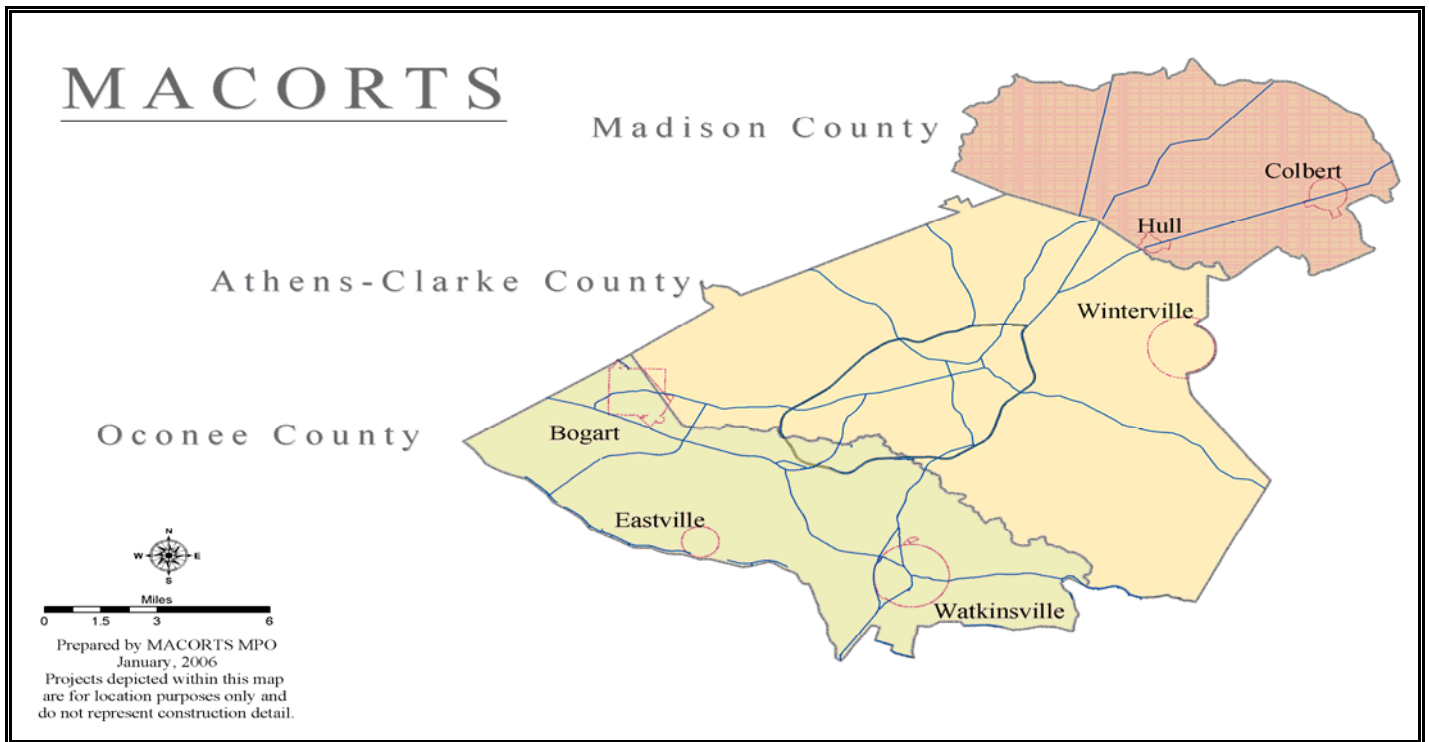 MACORTS
Madison County
Colbert
Hull
Athens-Clarke County
Winterville
Oconee County
Bogart
Eastville
Watkinsville
N
W E
S
Miles
0 1.5 3 6
Prepared by MACORTS MPO
January, 2006
Projects depicted within this map
are for location purposes only and
do not represent construction detail.